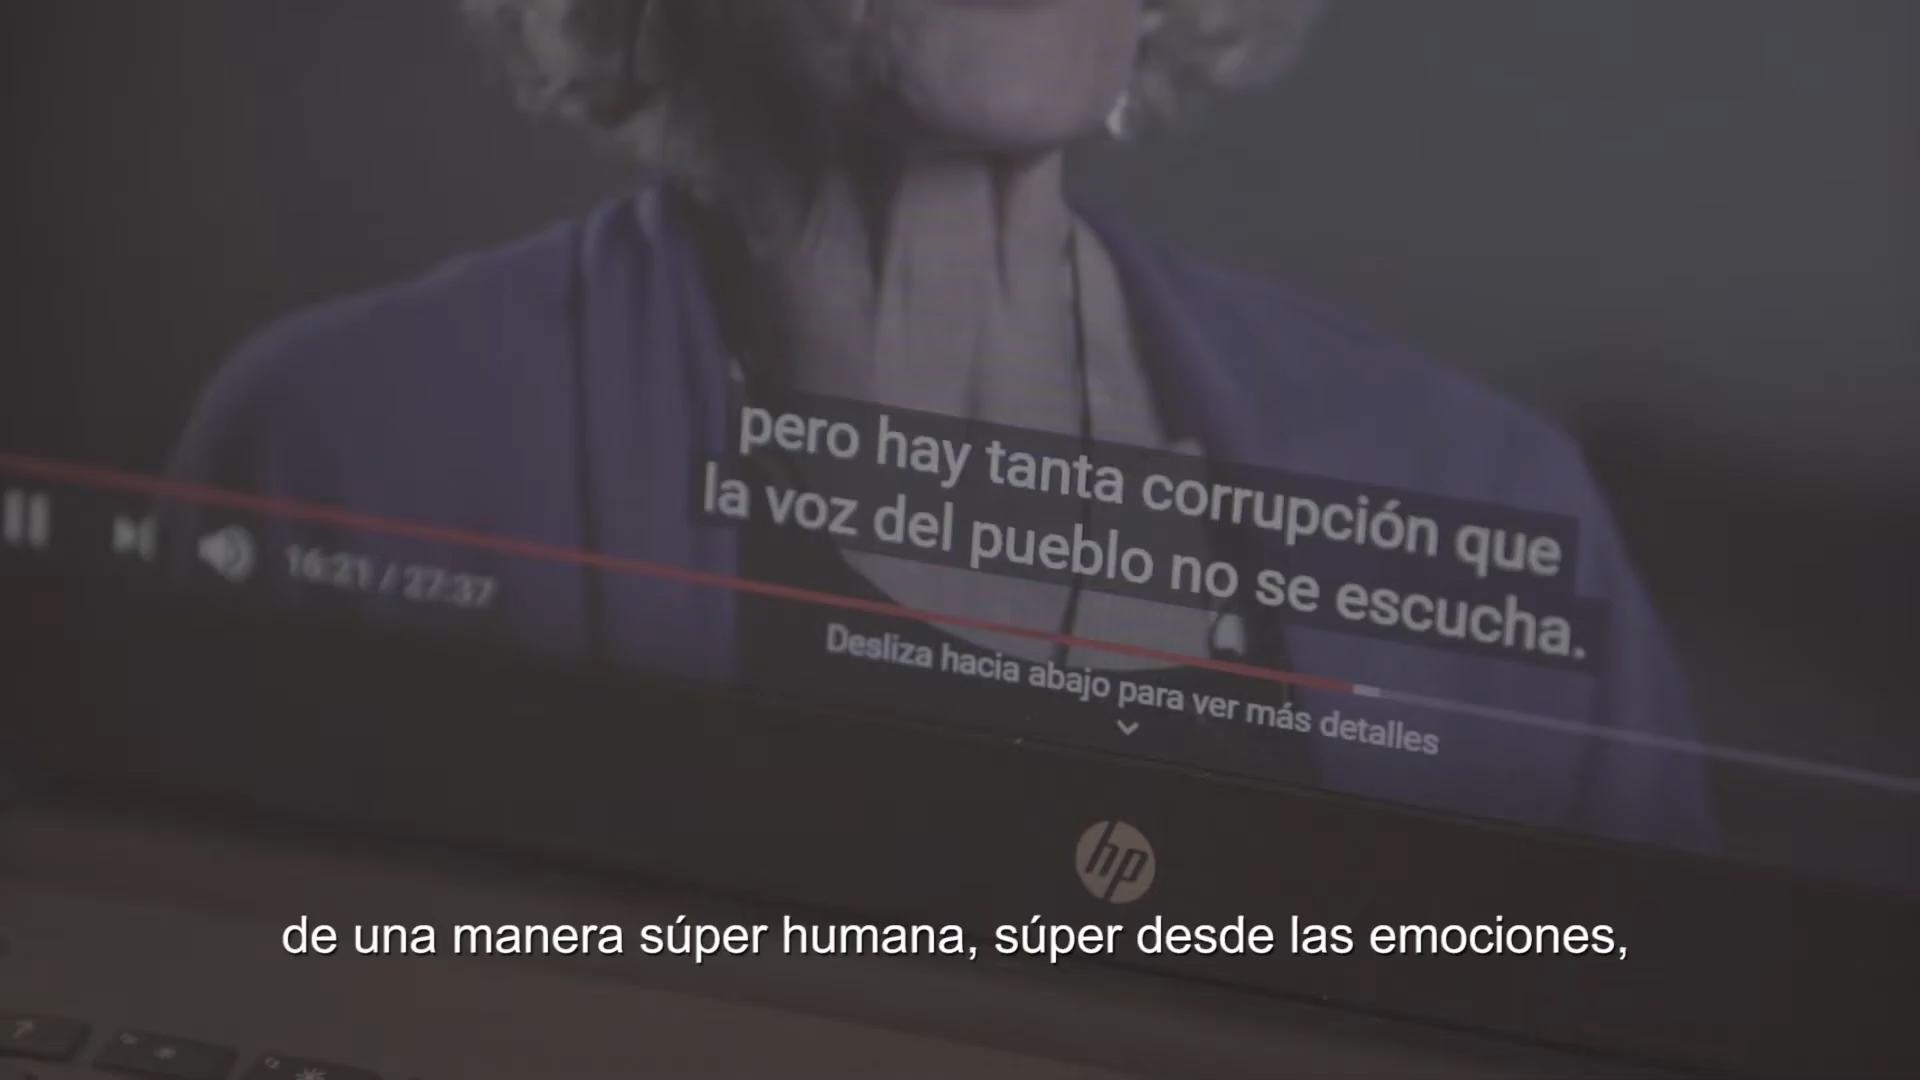 pero hay tanta corrupción que
la voz del pueblo no se escucha.
16:21 / 27:37
Desliza hacia abajo para ver más detalles
hp
de una manera súper humana, súper desde las emociones,
?